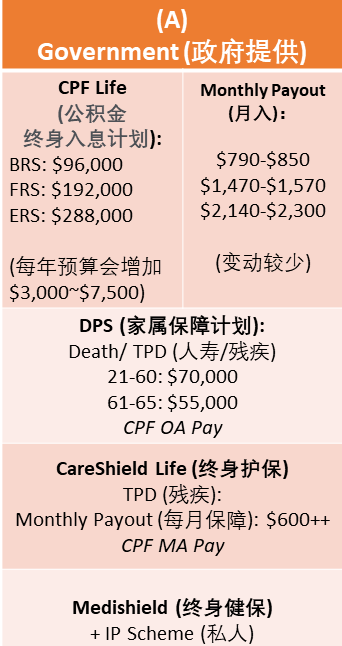 (A)
Government (政府提供)
CPF Life
(公积金
终身入息计划):
BRS: $96,000
FRS: $192,000
ERS: $288,000
(每年预算会增加
$3,000~$7,500)
Monthly Payout
(月入):
$790-$850
$1,470-$1,570
$2,140-$2,300
(变动较少)
DPS (家属保障计划):
Death/ TPD (人寿/残疾)
21-60: $70,000
61-65: $55,000
CPF OA Pay
CareShield Life (终身护保)
TPD (残疾):
Monthly Payout (每月保障): $600++
CPF MA Pay
Medishield (终身健保)
+ IP Scheme (私人)